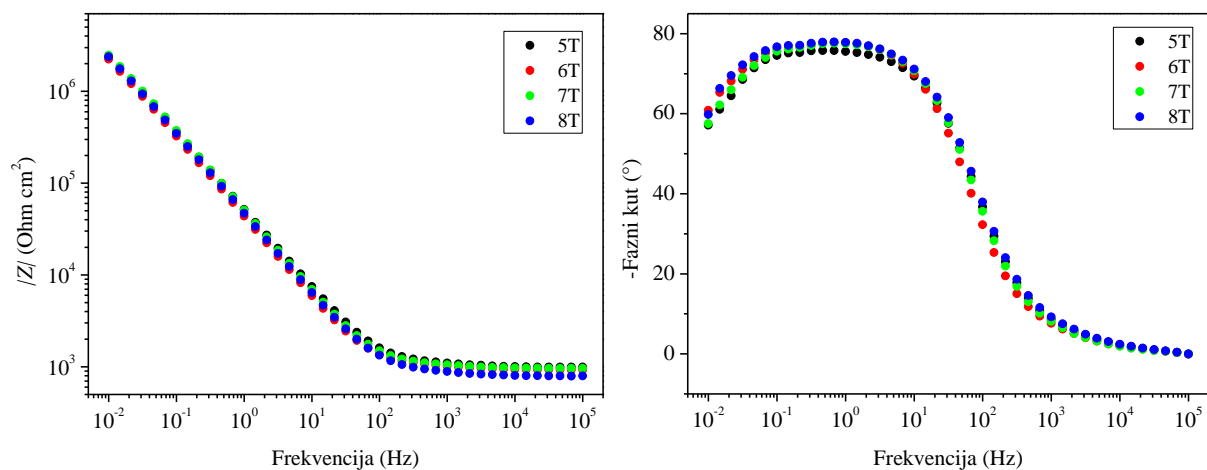 /Z/ (Ohm cm²)
10⁶
10⁵
10⁴
10³
5T
6T
7T
8T
10⁻² 10⁻¹ 10⁰ 10¹ 10² 10³ 10⁴ 10⁵
Frekvencija (Hz)
-Fazni kut (°)
80
60
40
20
0
5T
6T
7T
8T
10⁻² 10⁻¹ 10⁰ 10¹ 10² 10³ 10⁴ 10⁵
Frekvencija (Hz)